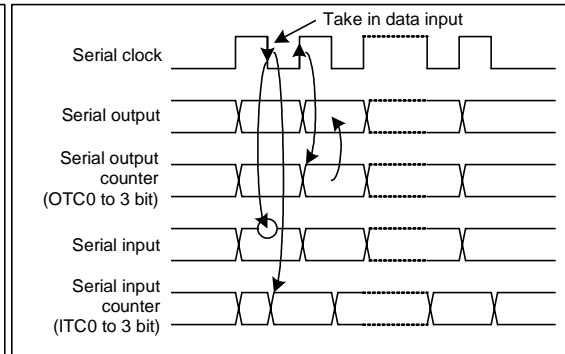 Take in data input
Serial clock
Serial output
Serial output
counter
(OTC0 to 3 bit)
Serial input
Serial input
counter
(ITC0 to 3 bit)